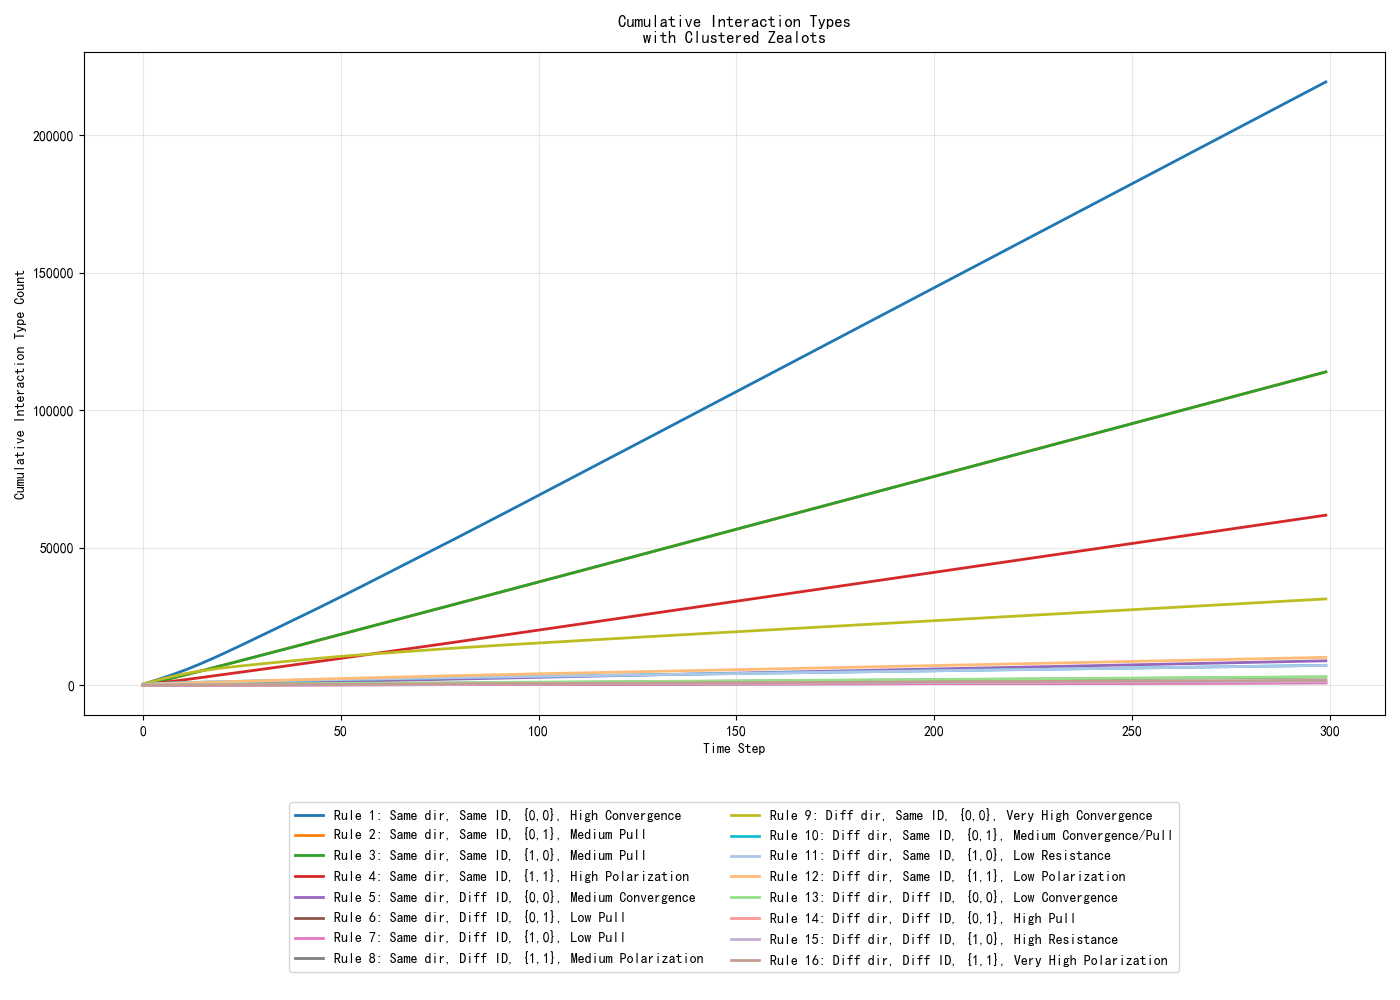 Cumulative Interaction Types
with Clustered Zealots
Cumulative Interaction Type Count
200000
150000
100000
50000
0
0
50
100
150
200
250
300
Time Step
Rule 1: Same dir, Same ID, {0,0}, High Convergence
Rule 2: Same dir, Same ID, {0,1}, Medium Pull
Rule 3: Same dir, Same ID, {1,0}, Medium Pull
Rule 4: Same dir, Same ID, {1,1}, High Polarization
Rule 5: Same dir, Diff ID, {0,0}, Medium Convergence
Rule 6: Same dir, Diff ID, {0,1}, Low Pull
Rule 7: Same dir, Diff ID, {1,0}, Low Pull
Rule 8: Same dir, Diff ID, {1,1}, Medium Polarization
Rule 9: Diff dir, Same ID, {0,0}, Very High Convergence
Rule 10: Diff dir, Same ID, {0,1}, Medium Convergence/Pull
Rule 11: Diff dir, Same ID, {1,0}, Low Resistance
Rule 12: Diff dir, Same ID, {1,1}, Low Polarization
Rule 13: Diff dir, Diff ID, {0,0}, Low Convergence
Rule 14: Diff dir, Diff ID, {0,1}, High Pull
Rule 15: Diff dir, Diff ID, {1,0}, High Resistance
Rule 16: Diff dir, Diff ID, {1,1}, Very High Polarization